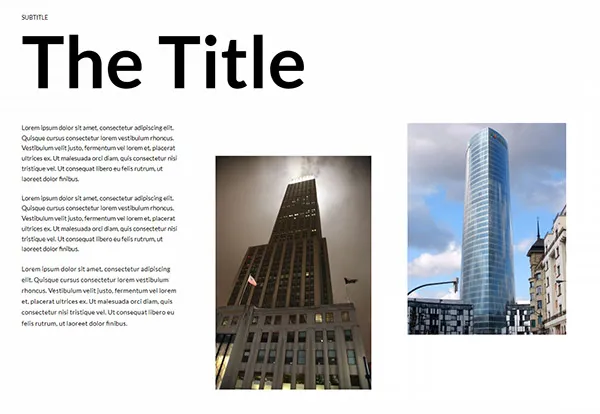 SUBTITLE
The Title
Lorem ipsum dolor sit amet, consectetur adipiscing elit.
Quisque cursus consectetur lorem vestibulum rhoncus.
Vestibulum velit justo, fermentum vel lorem et, placerat
ultrices ex. Ut malesuada orci diam, quis consectetur nisi
tristique vel. Ut consequat libero eu felis rutrum, ut
laoreet dolor finibus.
Lorem ipsum dolor sit amet, consectetur adipiscing elit.
Quisque cursus consectetur lorem vestibulum rhoncus.
Vestibulum velit justo, fermentum vel lorem et, placerat
ultrices ex. Ut malesuada orci diam, quis consectetur nisi
tristique vel. Ut consequat libero eu felis rutrum, ut
laoreet dolor finibus.
Lorem ipsum dolor sit amet, consectetur adipiscing
elit. Quisque cursus consectetur lorem vestibulum
rhoncus. Vestibulum velit justo, fermentum vel lorem
et, placerat ultrices ex. Ut malesuada orci diam, quis
consectetur nisi tristique vel. Ut consequat libero eu
felis rutrum, ut laoreet dolor finibus.